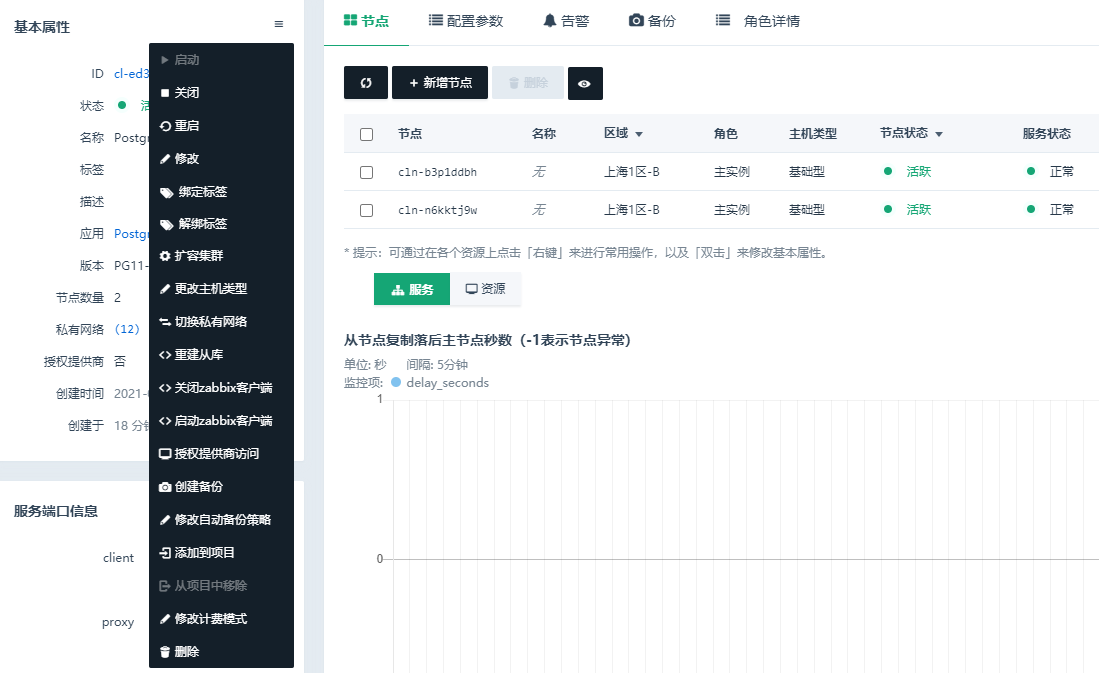 基本属性
ID cl-ed3
状态 活
名称 Postgr
标签
描述
应用 Postgr
版本 PG11-
节点数量 2
私有网络 (12)
授权提供商 否
创建时间 2021-
创建于 18 分钟
服务端口信息
client
proxy
启动
关闭
重启
修改
绑定标签
解绑标签
扩容集群
更改主机类型
切换私有网络
重建从库
关闭zabbix客户端
启动zabbix客户端
授权提供商访问
创建备份
修改自动备份策略
添加到项目
从项目中移除
修改计费模式
删除
节点 配置参数 告警 备份 角色详情
+ 新增节点 删除
节点 名称 区域 角色 主机类型 节点状态 服务状态
cln-b3p1ddbh 无 上海1区-B 主实例 基础型 活跃 正常
cln-n6kktj9w 无 上海1区-B 主实例 基础型 活跃 正常
* 提示：可通过在各个资源上点击「右键」来进行常用操作，以及「双击」来修改基本属性。
服务 资源
从节点复制落后主节点秒数（-1表示节点异常）
单位: 秒 间隔: 5分钟
监控项: delay_seconds
1
0